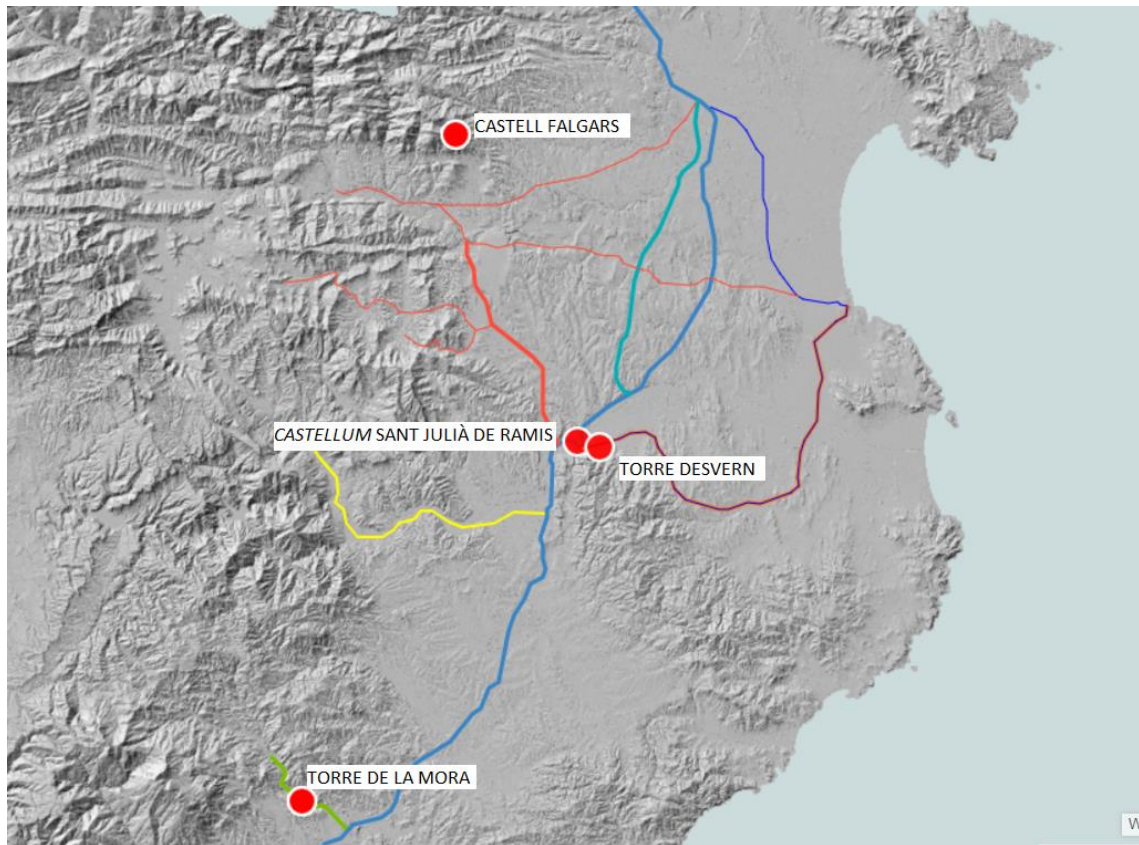 CASTELL FALGARS
CASTELLUM SANT JULIÀ DE RAMIS
TORRE DESVERN
TORRE DE LA MORA
W